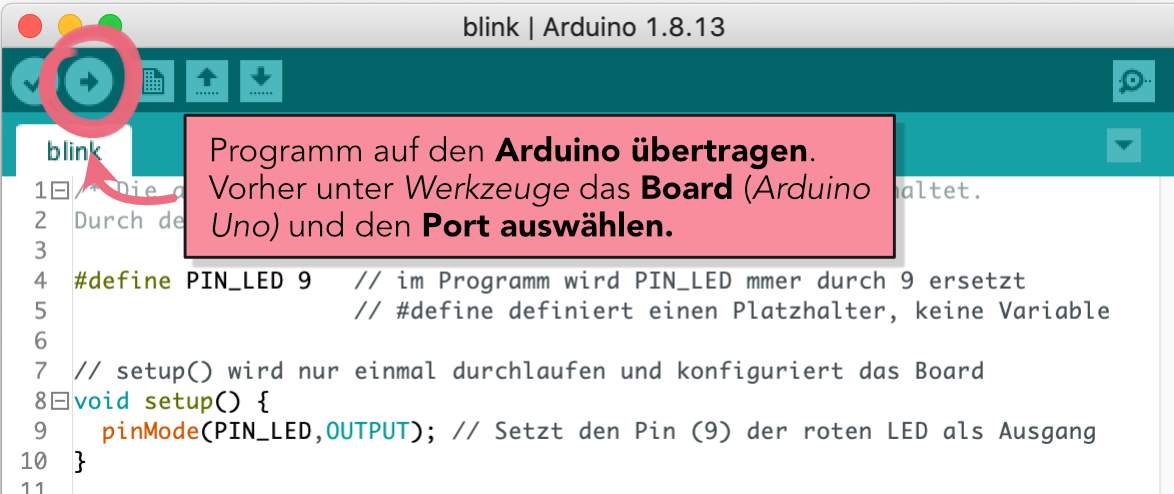 blink | Arduino 1.8.13
blink
Programm auf den Arduino übertragen.
Vorher unter Werkzeuge das Board (Arduino
Uno) und den Port auswählen.
1 /* Die haltet.
2 Durch
3
4 #define PIN_LED 9 // im Programm wird PIN_LED mmer durch 9 ersetzt
5 // #define definiert einen Platzhalter, keine Variable
6
7 // setup() wird nur einmal durchlaufen und konfiguriert das Board
8 void setup() {
9 pinMode(PIN_LED,OUTPUT); // Setzt den Pin (9) der roten LED als Ausgang
10 }
11